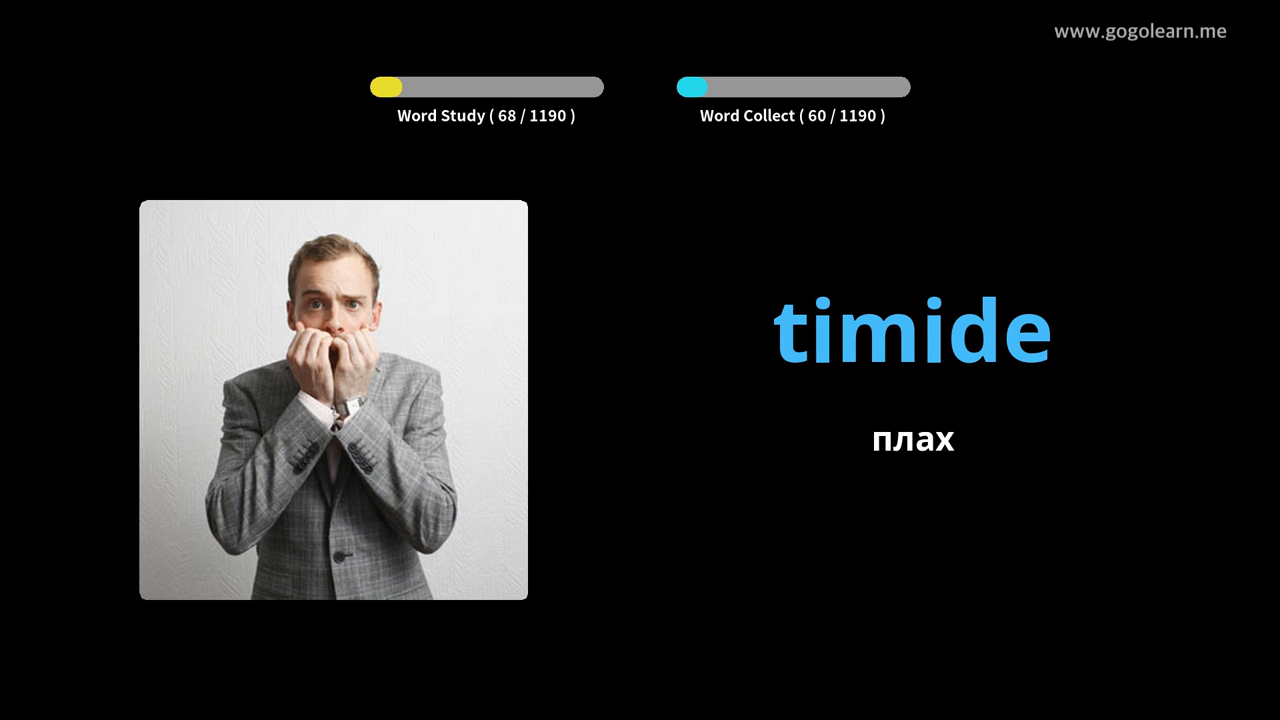 www.gogolearn.me
Word Study ( 68 / 1190 )
Word Collect ( 60 / 1190 )
timide
плах